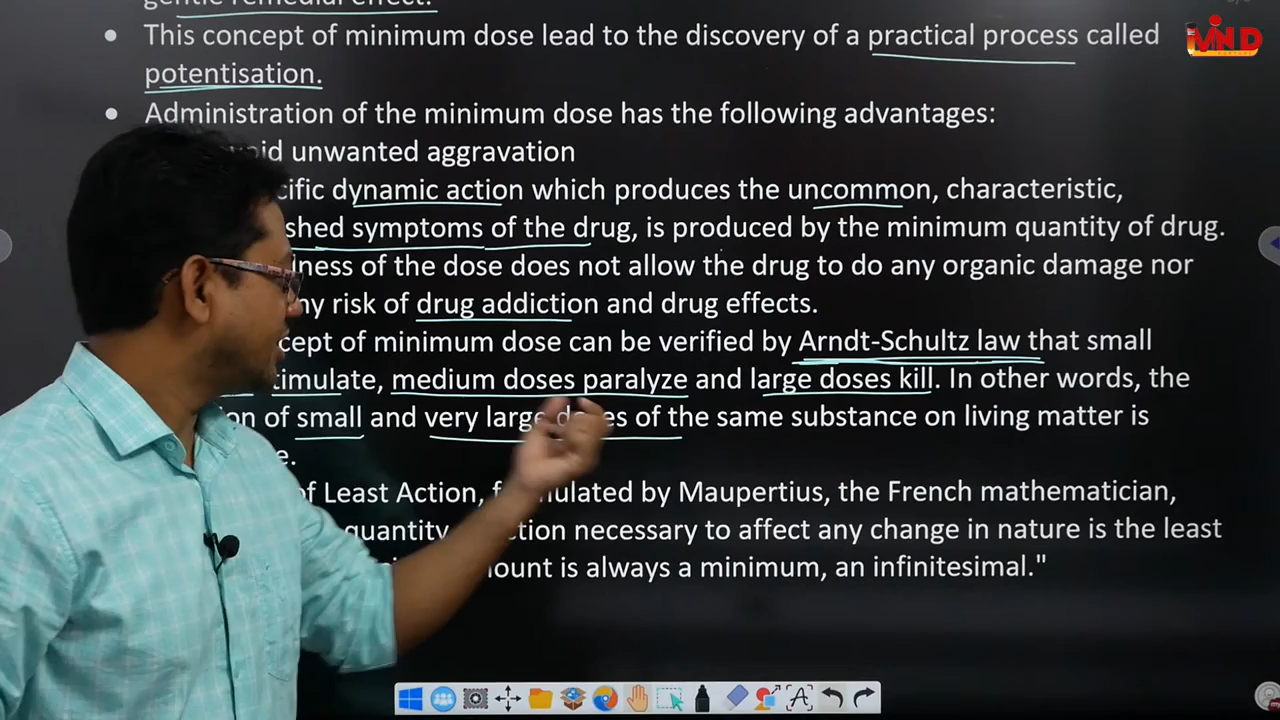 gentle remedial effect.
This concept of minimum dose lead to the discovery of a practical process called
potentisation.
Administration of the minimum dose has the following advantages:
unwanted aggravation
dynamic action which produces the uncommon, characteristic,
symptoms of the drug, is produced by the minimum quantity of drug.
of the dose does not allow the drug to do any organic damage nor
risk of drug addiction and drug effects.
of minimum dose can be verified by Arndt-Schultz law that small
medium doses paralyze and large doses kill. In other words, the
of small and very large of the same substance on living matter is
of Least Action, by Maupertius, the French mathematician,
quantity necessary to affect any change in nature is the least
is always a minimum, an infinitesimal."
MIND